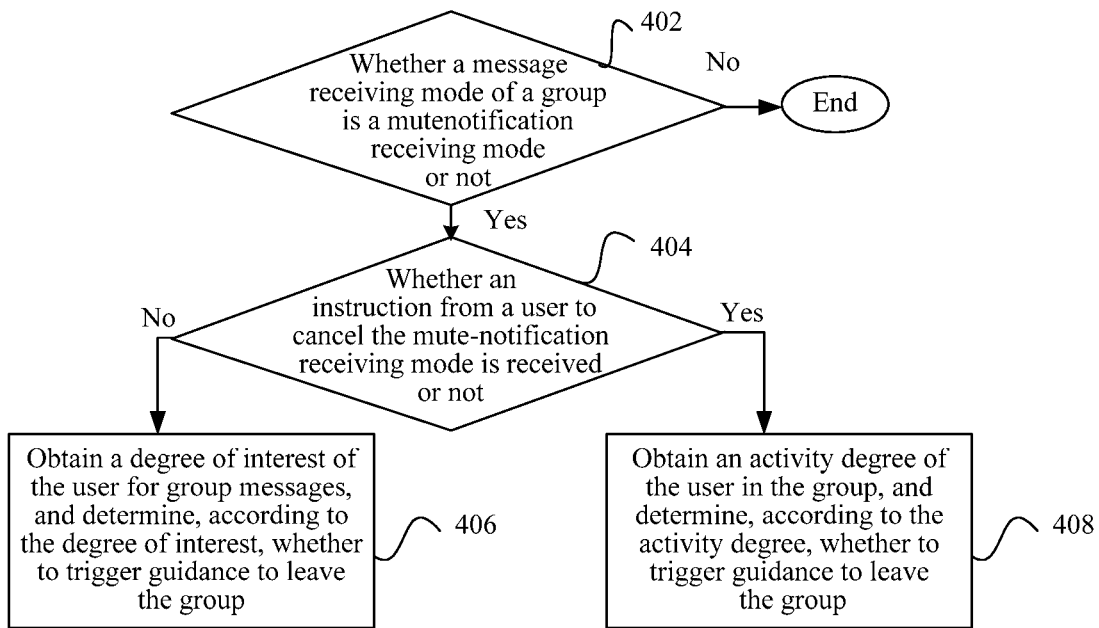 402
Whether a message
receiving mode of a group
is a mutenotification
receiving mode
or not
No
End
Yes
404
Whether an
instruction from a user to
cancel the mute-notification
receiving mode is received
or not
No
Yes
Obtain a degree of interest of
the user for group messages,
and determine, according to
the degree of interest, whether
to trigger guidance to leave
the group
406
Obtain an activity degree of
the user in the group, and
determine, according to the
activity degree, whether to
trigger guidance to leave
the group
408